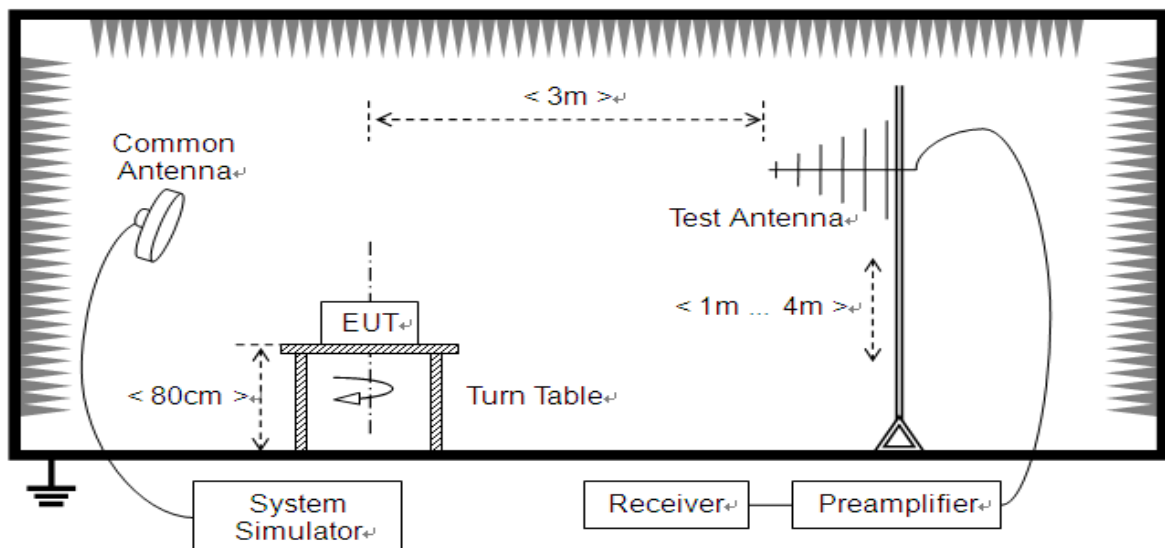 < 3m >↵
Common
Antenna↵
Test Antenna↵
< 1m ... 4m >↵
EUT↵
< 80cm >↵
Turn Table↵
System
Simulator↵
Receiver↵
Preamplifier↵